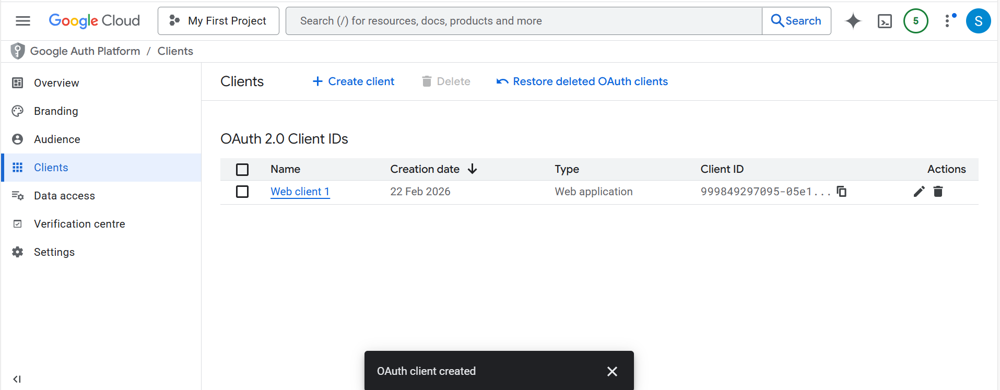 Google Cloud
My First Project
Search (/) for resources, docs, products and more
Search
5
S
Google Auth Platform / Clients
Overview
Branding
Audience
Clients
Data access
Verification centre
Settings
Clients
Create client
Delete
Restore deleted OAuth clients
OAuth 2.0 Client IDs
Name Creation date Type Client ID Actions
Web client 1 22 Feb 2026 Web application 999849297095-05e1...
OAuth client created